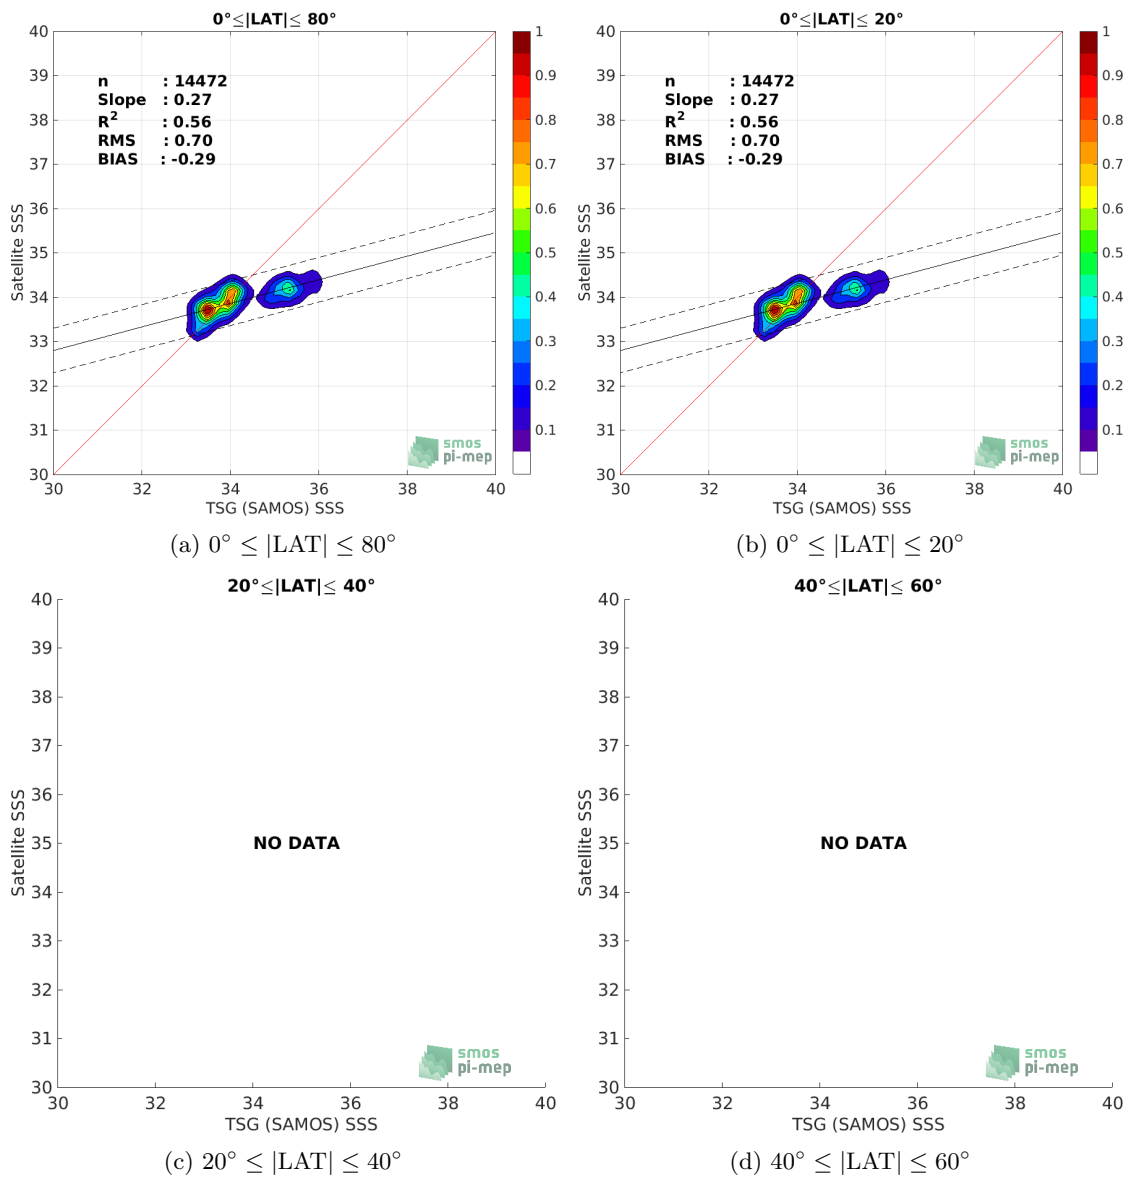 0°≤|LAT|≤ 80°
40
39
38
37
36
35
34
33
32
31
30
n : 14472
Slope : 0.27
R2 : 0.56
RMS : 0.70
BIAS : -0.29
Satellite SSS
30 32 34 36 38 40
TSG (SAMOS) SSS
1
0.9
0.8
0.7
0.6
0.5
0.4
0.3
0.2
0.1
smos
pi-mep
(a) 0° ≤ |LAT| ≤ 80°
0°≤|LAT|≤ 20°
40
39
38
37
36
35
34
33
32
31
30
n : 14472
Slope : 0.27
R2 : 0.56
RMS : 0.70
BIAS : -0.29
Satellite SSS
30 32 34 36 38 40
TSG (SAMOS) SSS
1
0.9
0.8
0.7
0.6
0.5
0.4
0.3
0.2
0.1
smos
pi-mep
(b) 0° ≤ |LAT| ≤ 20°
20°≤|LAT|≤ 40°
40
39
38
37
36
35
34
33
32
31
30
Satellite SSS
NO DATA
30 32 34 36 38 40
TSG (SAMOS) SSS
smos
pi-mep
(c) 20° ≤ |LAT| ≤ 40°
40°≤|LAT|≤ 60°
40
39
38
37
36
35
34
33
32
31
30
Satellite SSS
NO DATA
30 32 34 36 38 40
TSG (SAMOS) SSS
smos
pi-mep
(d) 40° ≤ |LAT| ≤ 60°